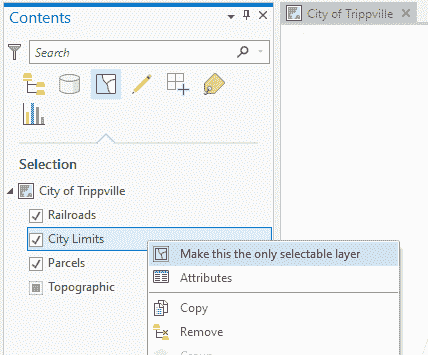 Contents
City of Trippville
Search
Selection
City of Trippville
Railroads
City Limits
Make this the only selectable layer
Parcels
Attributes
Topographic
Copy
Remove